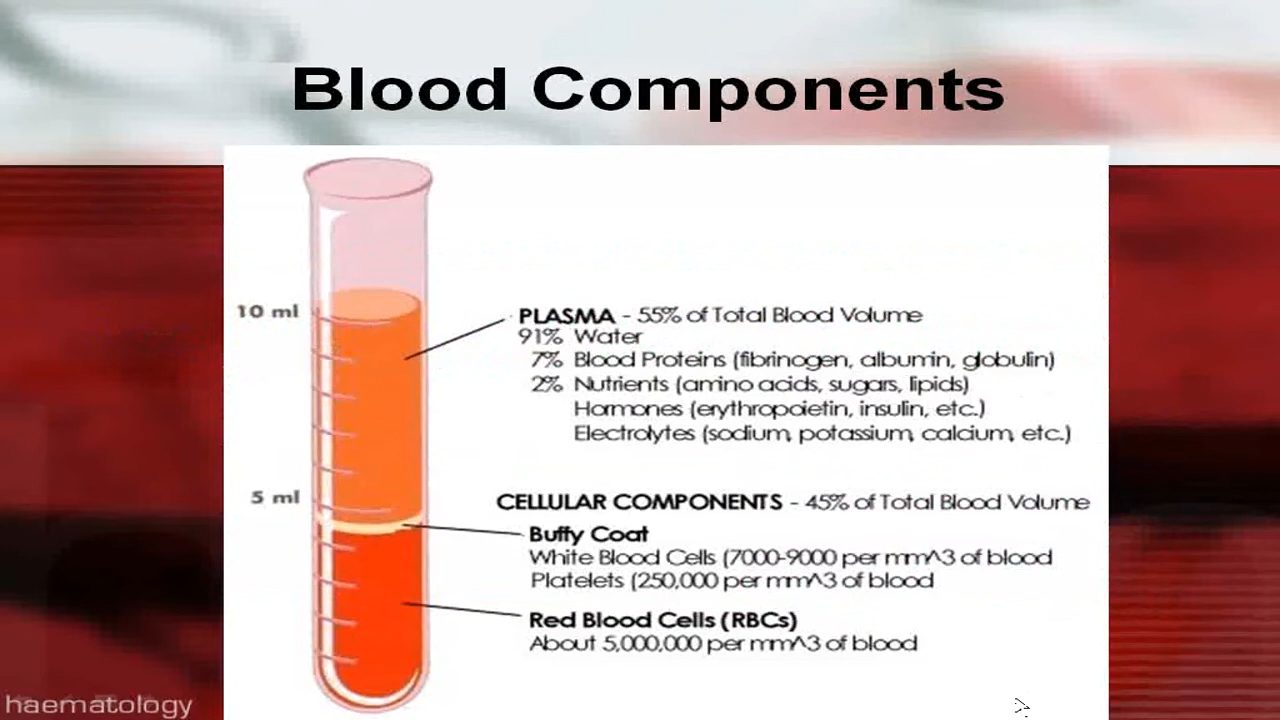 Blood Components
10 ml
PLASMA - 55% of Total Blood Volume
91% Water
7% Blood Proteins (fibrinogen, albumin, globulin)
2% Nutrients (amino acids, sugars, lipids)
Hormones (erythropoietin, insulin, etc.)
Electrolytes (sodium, potassium, calcium, etc.)
5 ml
CELLULAR COMPONENTS - 45% of Total Blood Volume
Buffy Coat
White Blood Cells (7000-9000 per mm^3 of blood
Platelets (250,000 per mm^3 of blood
Red Blood Cells (RBCs)
About 5,000,000 per mm^3 of blood
haematology